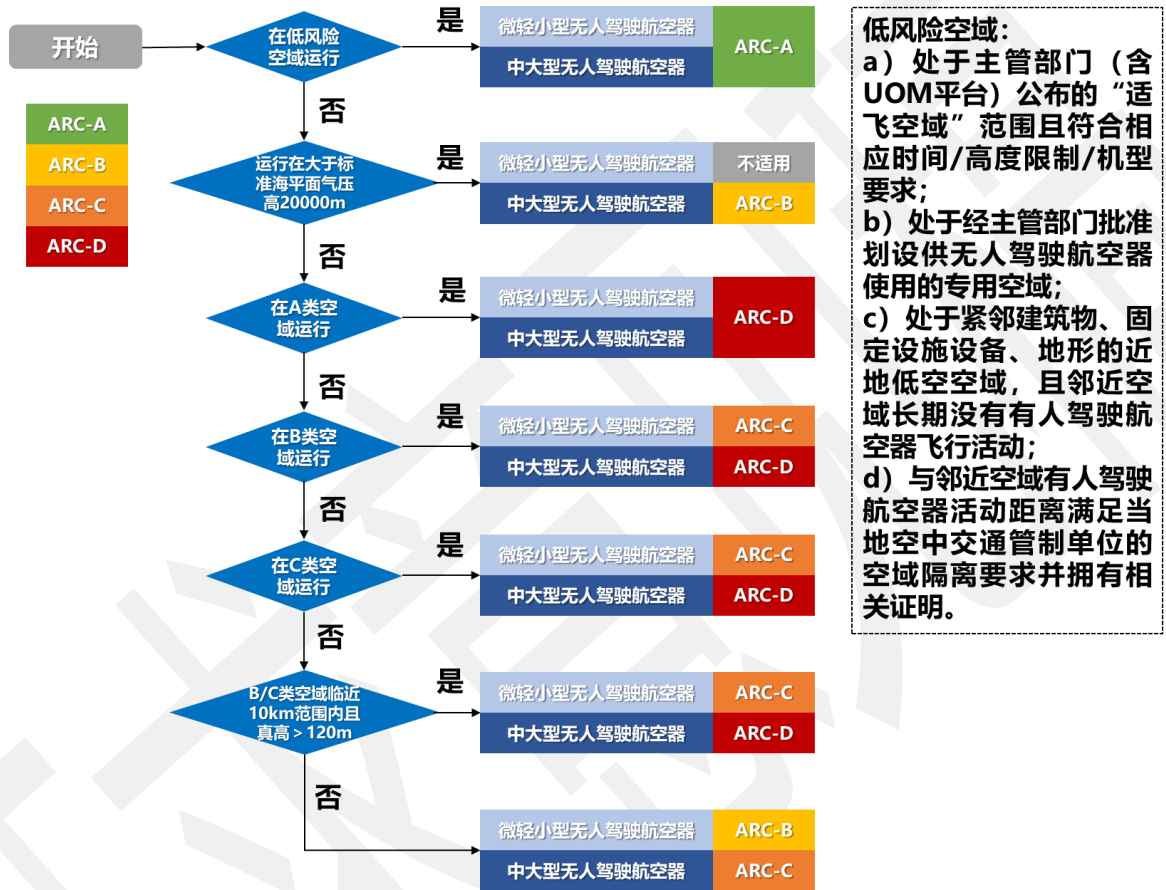 开始
在低风险
空域运行
是
微轻小型无人驾驶航空器
中大型无人驾驶航空器
ARC-A
否
ARC-A
ARC-B
ARC-C
ARC-D
运行在大于标
准海平面气压
高20000m
是
微轻小型无人驾驶航空器
不适用
中大型无人驾驶航空器
ARC-B
否
在A类空
域运行
是
微轻小型无人驾驶航空器
中大型无人驾驶航空器
ARC-D
否
在B类空
域运行
是
微轻小型无人驾驶航空器
ARC-C
中大型无人驾驶航空器
ARC-D
否
在C类空
域运行
是
微轻小型无人驾驶航空器
ARC-C
中大型无人驾驶航空器
ARC-D
否
B/C类空域临近
10km范围内且
真高＞120m
是
微轻小型无人驾驶航空器
ARC-C
中大型无人驾驶航空器
ARC-D
否
微轻小型无人驾驶航空器
ARC-B
中大型无人驾驶航空器
ARC-C
低风险空域：
a）处于主管部门（含
UOM平台）公布的“适
飞空域”范围且符合相
应时间/高度限制/机型
要求；
b）处于经主管部门批准
划设供无人驾驶航空器
使用的专用空域；
c）处于紧邻建筑物、固
定设施设备、地形的近
地低空空域，且邻近空
域长期没有有人驾驶航
空器飞行活动；
d）与邻近空域有人驾驶
航空器活动距离满足当
地空中交通管制单位的
空域隔离要求并拥有相
关证明。